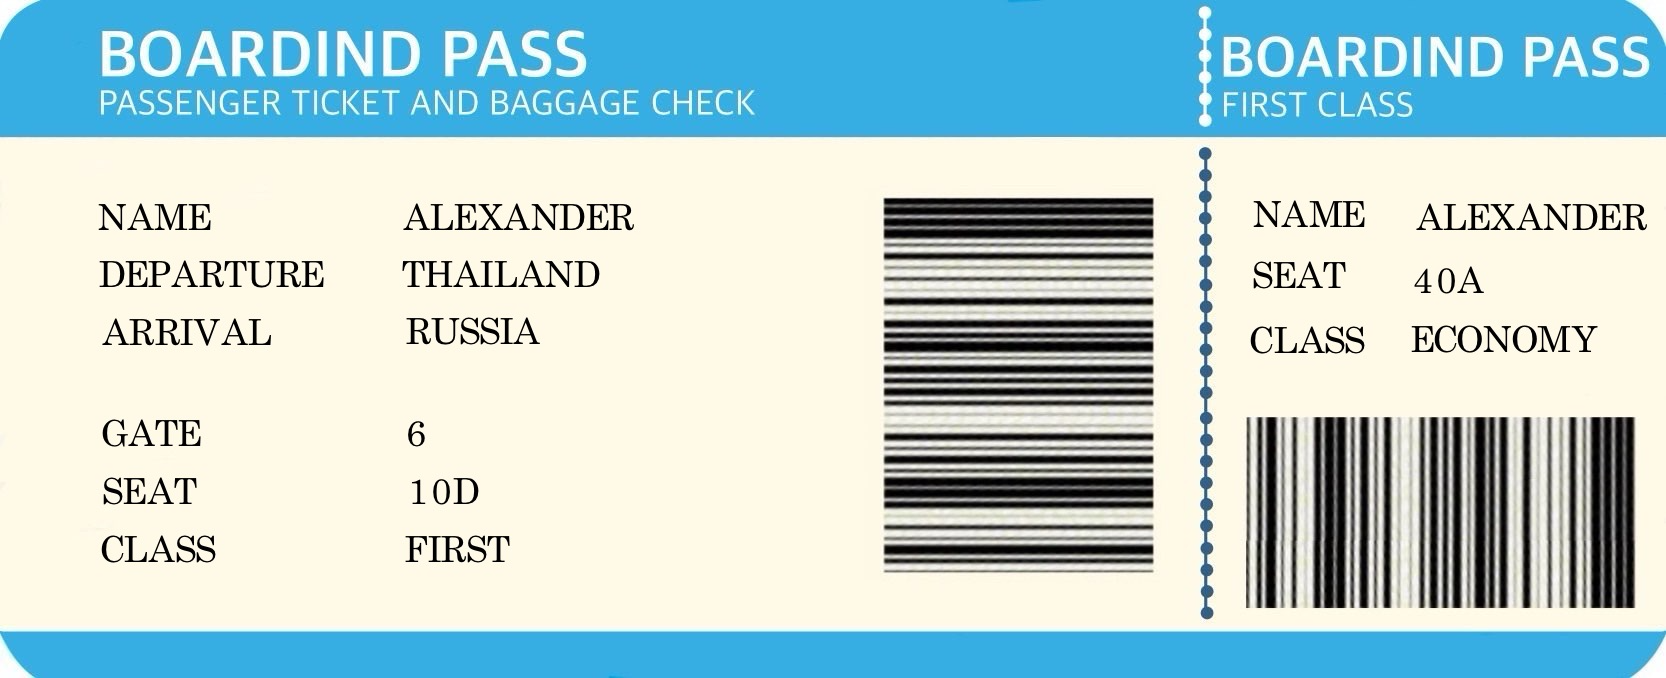 BOARDIND PASS
PASSENGER TICKET AND BAGGAGE CHECK
NAME ALEXANDER
DEPARTURE THAILAND
ARRIVAL RUSSIA
GATE 6
SEAT 10D
CLASS FIRST
BOARDIND PASS
FIRST CLASS
NAME ALEXANDER
SEAT 40A
CLASS ECONOMY